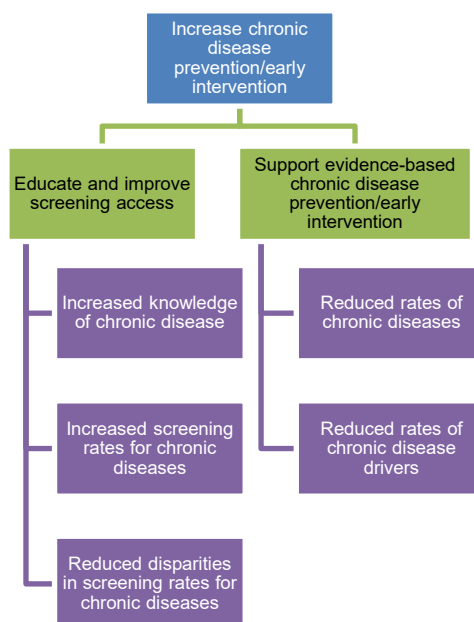 Increase chronic
disease
prevention/early
intervention
Educate and improve
screening access
Support evidence-based
chronic disease
prevention/early
intervention
Increased knowledge
of chronic disease
Increased screening
rates for chronic
diseases
Reduced disparities
in screening rates for
chronic diseases
Reduced rates of
chronic diseases
Reduced rates of
chronic disease
drivers